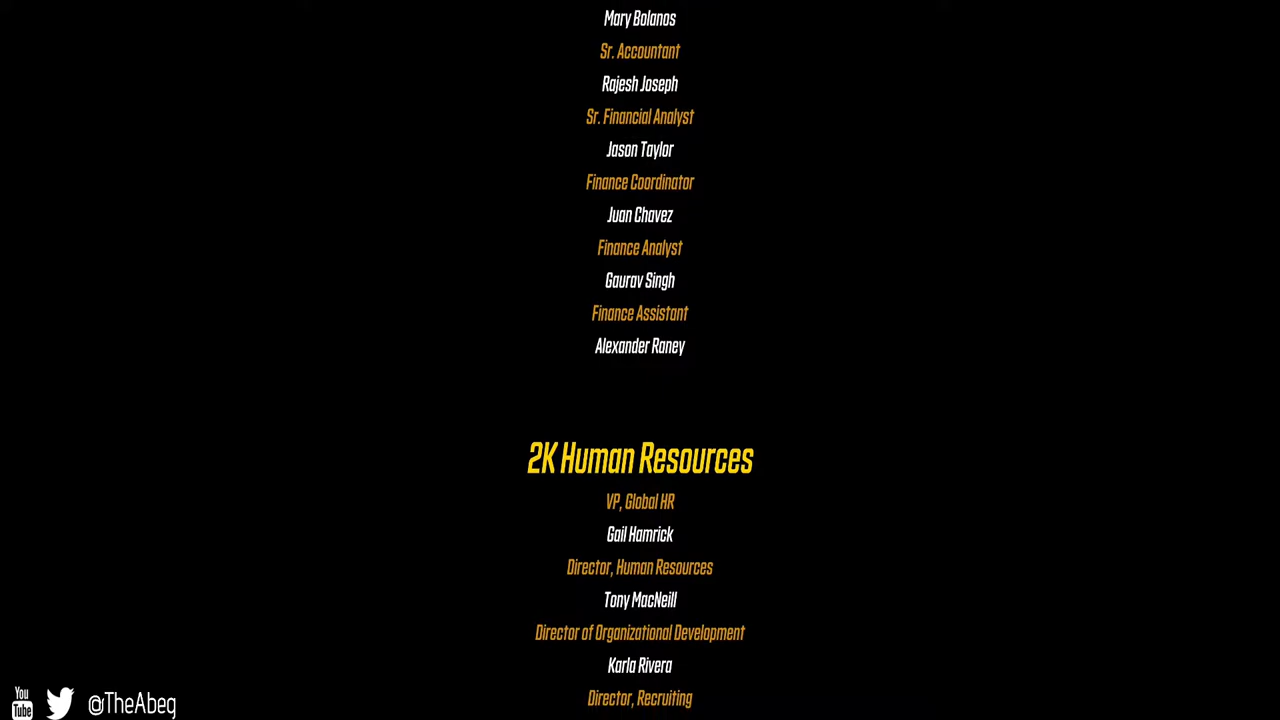 Mary Bolanos
Sr. Accountant
Rajesh Joseph
Sr. Financial Analyst
Jason Taylor
Finance Coordinator
Juan Chavez
Finance Analyst
Gaurav Singh
Finance Assistant
Alexander Raney
2K Human Resources
VP, Global HR
Gail Hamrick
Director, Human Resources
Tony MacNeill
Director of Organizational Development
Karla Rivera
Director, Recruiting
You
Tube
@TheAbeg